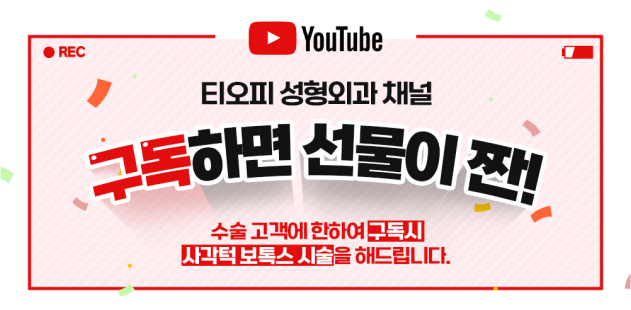 YouTube
REC
티오피 성형외과 채널
구독하면 선물이 짠!
수술 고객에 한하여 구독시
사각턱 보톡스 시술을 해드립니다.